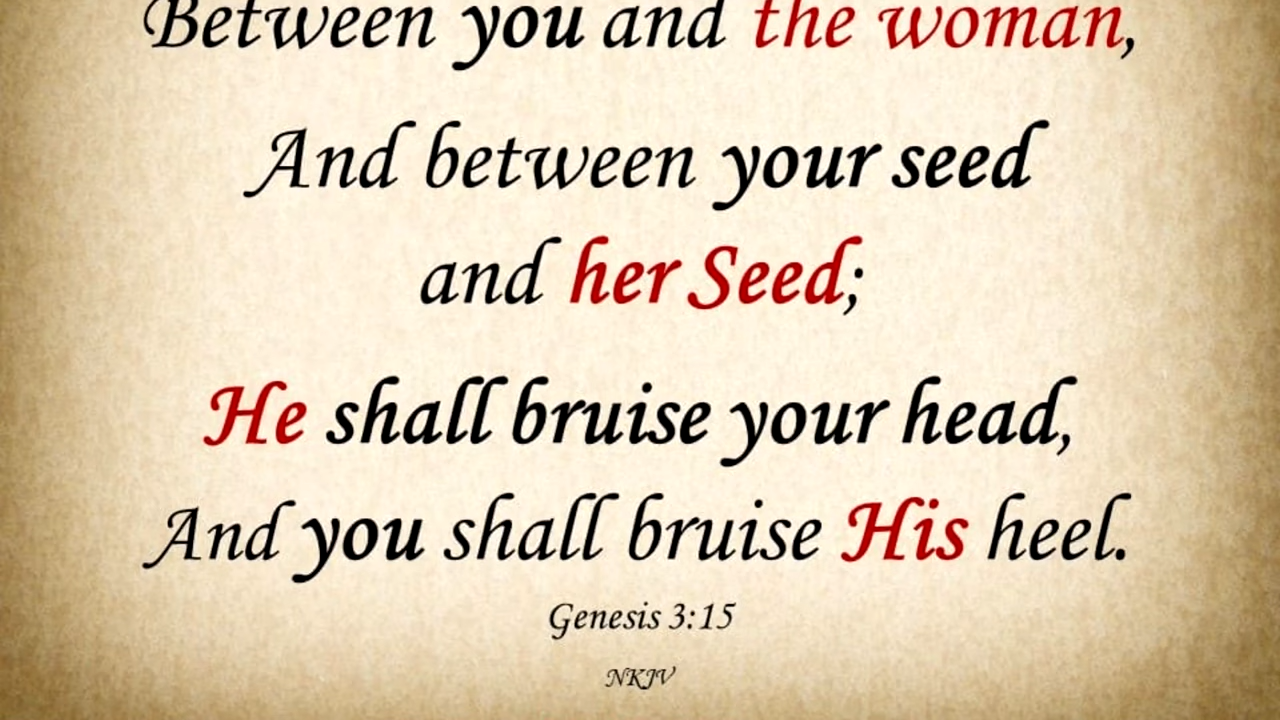 Between you and the woman,
And between your seed
and her Seed;
He shall bruise your head,
And you shall bruise His heel.
Genesis 3:15
NKJV